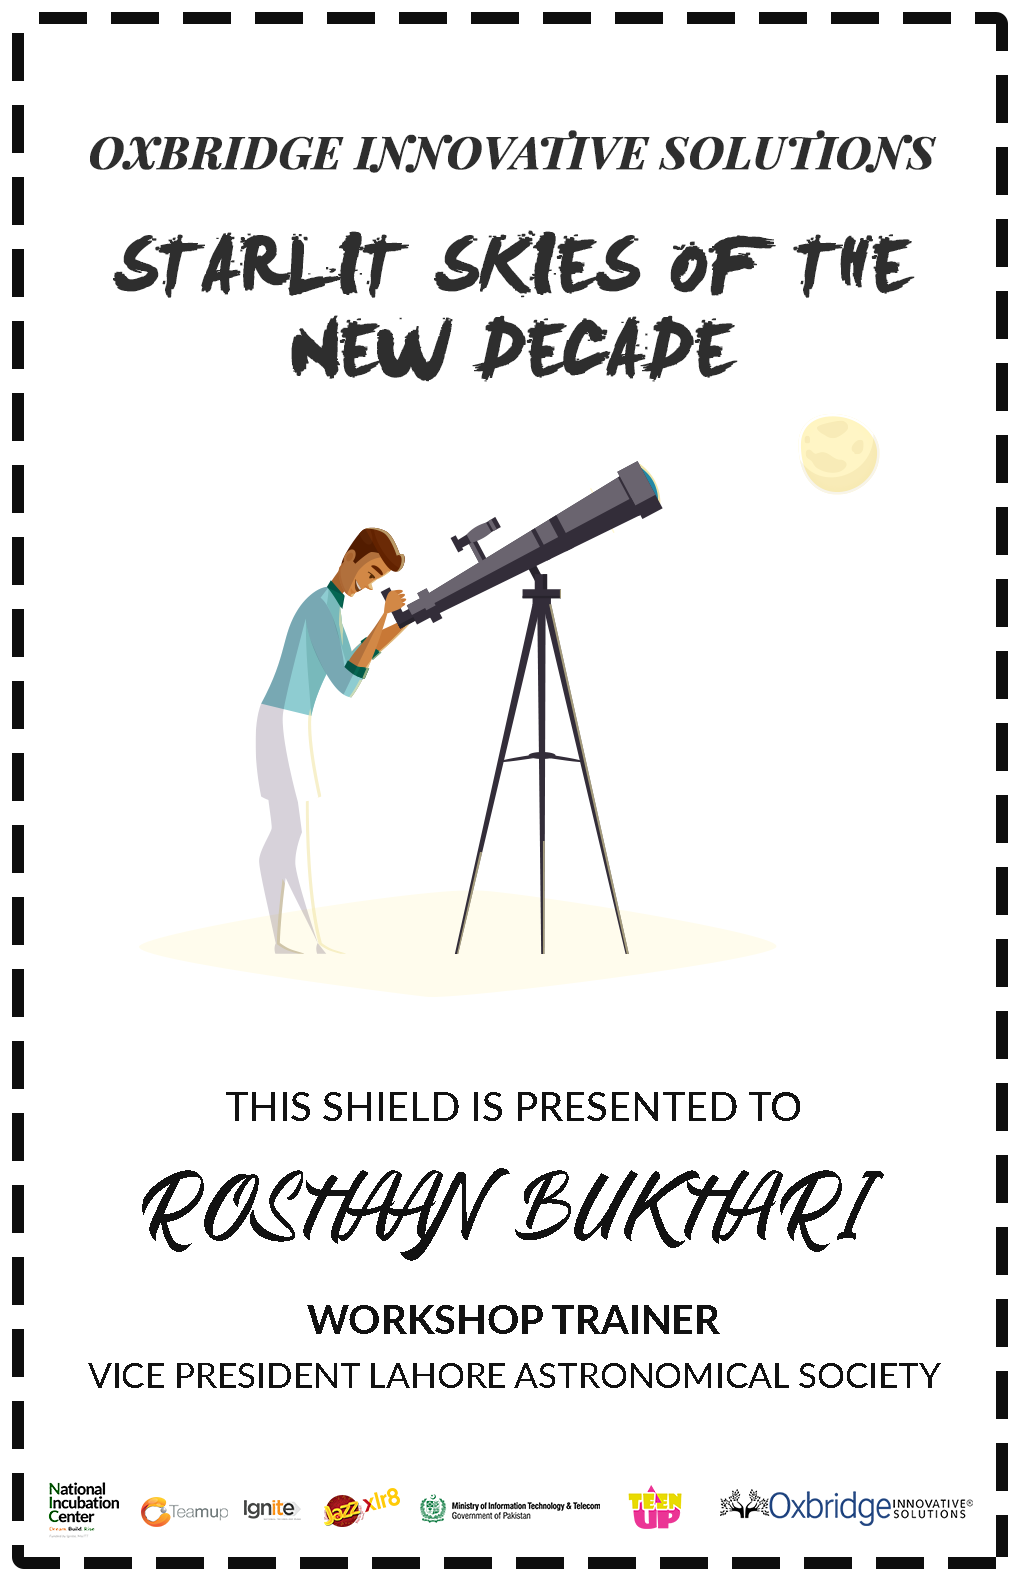 OXBRIDGE INNOVATIVE SOLUTIONS
STARLIT SKIES OF THE
NEW DECADE
THIS SHIELD IS PRESENTED TO
ROSHAAN BUKHARI
WORKSHOP TRAINER
VICE PRESIDENT LAHORE ASTRONOMICAL SOCIETY
National
Incubation
Center
Dream Build Rise
Teamup
Ignite
Jazz xlr8
Ministry of Information Technology & Telecom
Government of Pakistan
TEEN
UP
Oxbridge INNOVATIVE®
SOLUTIONS